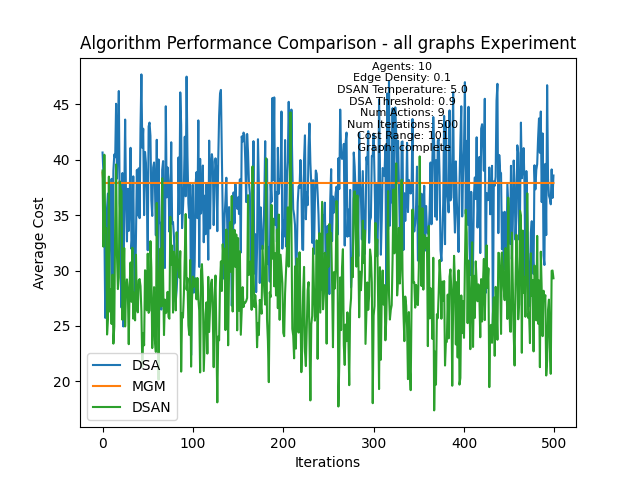 Algorithm Performance Comparison - all graphs Experiment
Agents: 10
Edge Density: 0.1
DSAN Temperature: 5.0
DSA Threshold: 0.9
Num Actions: 9
Num Iterations: 500
Cost Range: 101
Graph: complete
45
40
35
30
25
20
Average Cost
DSA
MGM
DSAN
0
100
200
300
400
500
Iterations